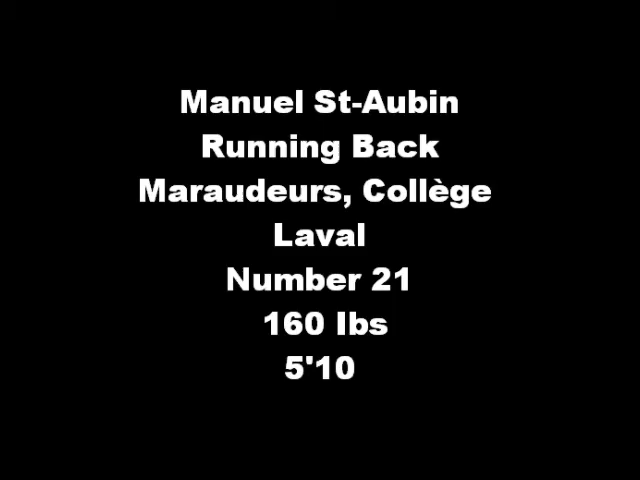 Manuel St-Aubin
Running Back
Maraudeurs, Collège
Laval
Number 21
160 lbs
5'10